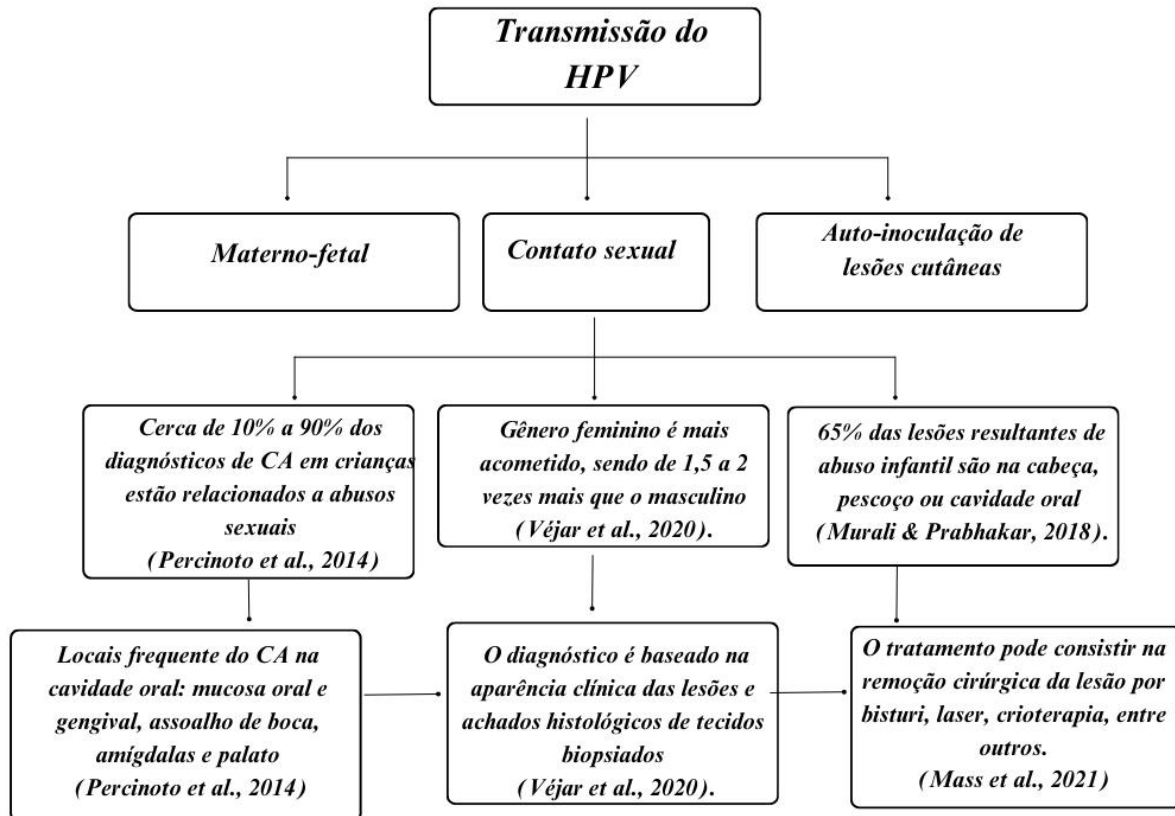 Transmissão do
HPV
Materno-fetal
Contato sexual
Auto-inoculação de
lesões cutâneas
Cerca de 10% a 90% dos
diagnósticos de CA em crianças
estão relacionados a abusos
sexuais
(Percinoto et al., 2014)
Gênero feminino é mais
acometido, sendo de 1,5 a 2
vezes mais que o masculino
(Véjar et al., 2020).
65% das lesões resultantes de
abuso infantil são na cabeça,
pescoço ou cavidade oral
(Murali & Prabhakar, 2018).
Locais frequente do CA na
cavidade oral: mucosa oral e
gengival, assoalho de boca,
amígdalas e palato
(Percinoto et al., 2014)
O diagnóstico é baseado na
aparência clínica das lesões e
achados histológicos de tecidos
biopsiados
(Véjar et al., 2020).
O tratamento pode consistir na
remoção cirúrgica da lesão por
bisturi, laser, crioterapia, entre
outros.
(Mass et al., 2021)